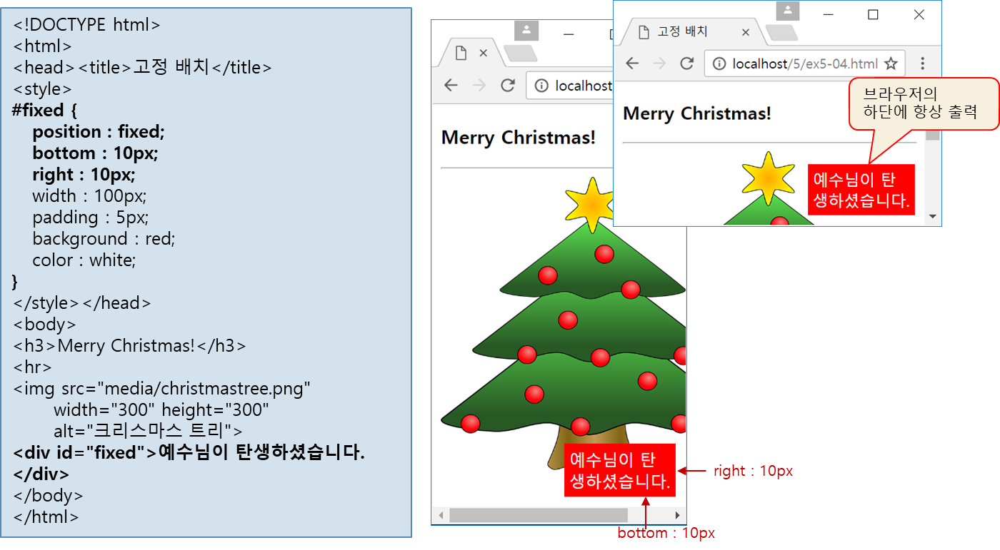 <!DOCTYPE html>
<html>
<head><title>고정 배치</title>
<style>
#fixed {
position : fixed;
bottom : 10px;
right : 10px;
width : 100px;
padding : 5px;
background : red;
color : white;
}
</style></head>
<body>
<h3>Merry Christmas!</h3>
<hr>
<img src="media/christmastree.png"
width="300" height="300"
alt="크리스마스 트리">
<div id="fixed">예수님이 탄생하셨습니다.
</div>
</body>
</html>
localhost
Merry Christmas!
예수님이 탄
생하셨습니다.
right : 10px
bottom : 10px
고정 배치
localhost/5/ex5-04.html
브라우저의
하단에 항상 출력
Merry Christmas!
예수님이 탄
생하셨습니다.